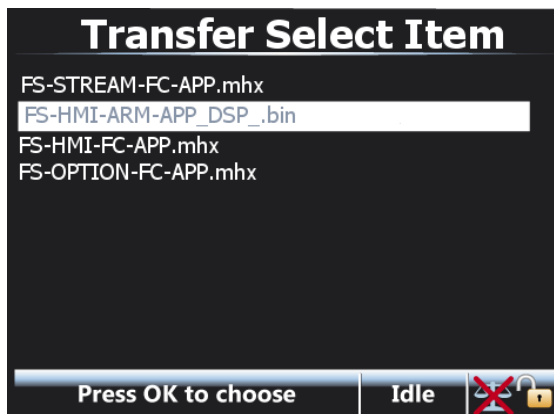 Transfer Select Item
FS-STREAM-FC-APP.mhx
FS-HMI-ARM-APP_DSP_.bin
FS-HMI-FC-APP.mhx
FS-OPTION-FC-APP.mhx
Press OK to choose
Idle